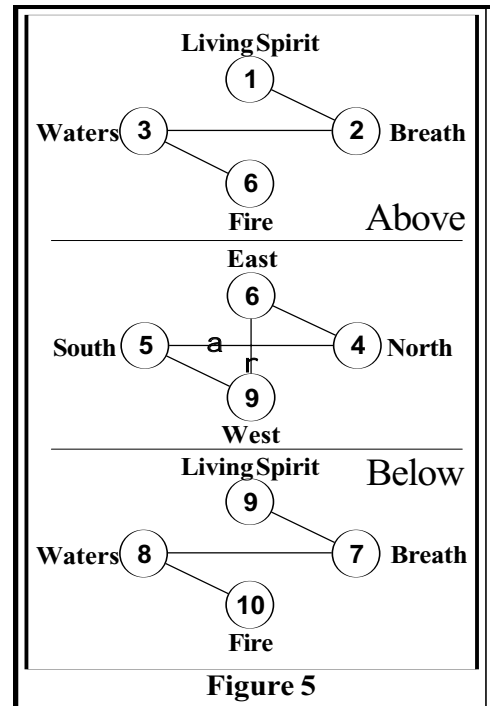 Living Spirit
1
Waters 3 2 Breath
6
Fire Above
East
6
South 5 a 4 North
r
9
West
Living Spirit Below
9
Waters 8 7 Breath
10
Fire
Figure 5